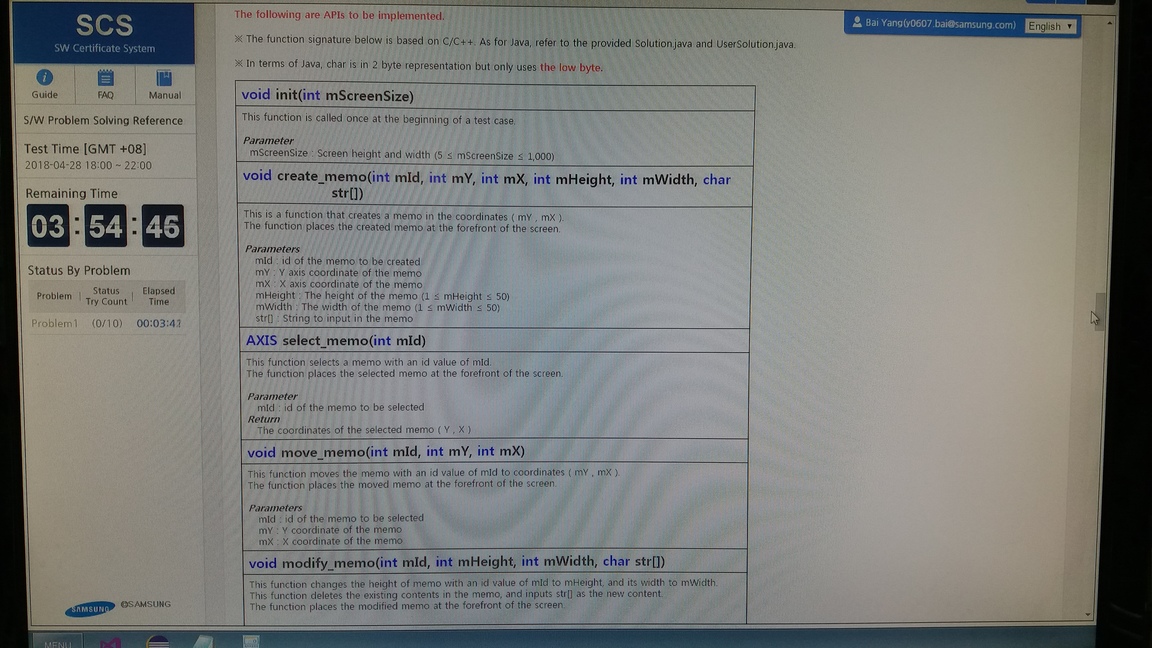 SCS
SW Certificate System
Guide
FAQ
Manual
S/W Problem Solving Reference
Test Time [GMT +08]
2018-04-28 18:00 ~ 22:00
Remaining Time
03 : 54 : 45
Status By Problem
Problem
Status
Try Count
Elapsed
Time
Problem1
(0/10)
SAMSUNG
©SAMSUNG
Bai Yang(y0607.bai@samsung.com)
English
The following are APIs to be implemented.
※ The function signature below is based on C/C++. As for Java, refer to the provided Solution.java and UserSolution.java.
※ In terms of Java, char is in 2 byte representation but only uses the low byte.
void init(int mScreenSize)
This function is called once at the beginning of a test case.
Parameter
mScreenSize : Screen height and width (5 ≤ mScreenSize ≤ 1,000)
void create_memo(int mId, int mY, int mX, int mHeight, int mWidth, char
str[])
This is a function that creates a memo in the coordinates ( mY , mX ).
The function places the created memo at the forefront of the screen.
Parameters
mId : id of the memo to be created
mY : Y axis coordinate of the memo
mX : X axis coordinate of the memo
mHeight : The height of the memo (1 ≤ mHeight ≤ 50)
mWidth : The width of the memo (1 ≤ mWidth ≤ 50)
str[] : String to input in the memo
AXIS select_memo(int mId)
This function selects a memo with an id value of mId.
The function places the selected memo at the forefront of the screen.
Parameter
mId : id of the memo to be selected
Return
The coordinates of the selected memo ( Y , X )
void move_memo(int mId, int mY, int mX)
This function moves the memo with an id value of mId to coordinates ( mY , mX ).
The function places the moved memo at the forefront of the screen.
Parameters
mId : id of the memo to be selected
mY : Y coordinate of the memo
mX : X coordinate of the memo
void modify_memo(int mId, int mHeight, int mWidth, char str[])
This function changes the height of memo with an id value of mId to mHeight, and its width to mWidth.
This function deletes the existing contents in the memo, and inputs str[] as the new content.
The function places the modified memo at the forefront of the screen.
MENU